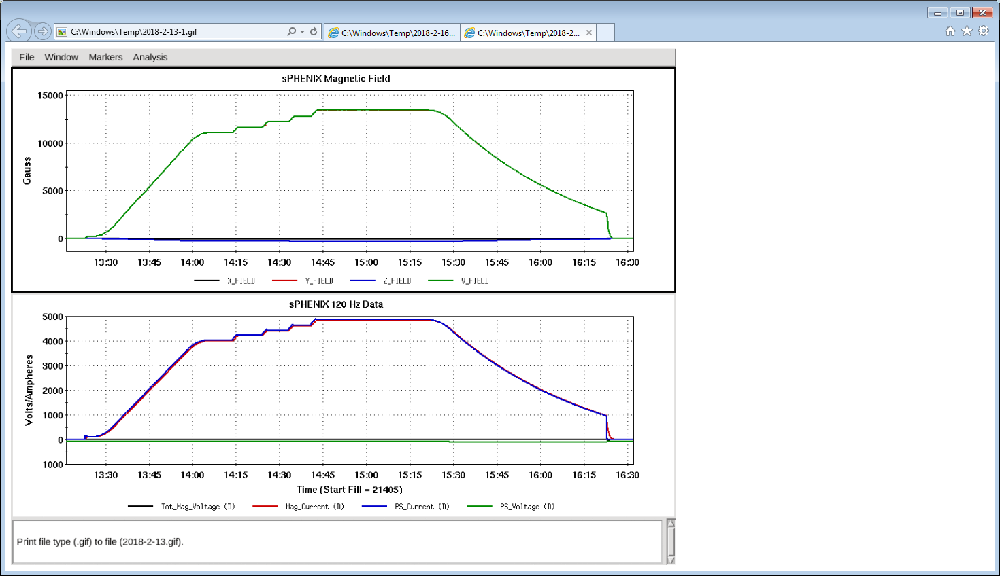 C:\Windows\Temp\2018-2-13-1.gif
C:\Windows\Temp\2018-2-16...
C:\Windows\Temp\2018-2...
File Window Markers Analysis
sPHENIX Magnetic Field
15000
10000
5000
0
Gauss
13:30 13:45 14:00 14:15 14:30 14:45 15:00 15:15 15:30 15:45 16:00 16:15 16:30
X_FIELD Y_FIELD Z_FIELD V_FIELD
sPHENIX 120 Hz Data
5000
4000
3000
2000
1000
0
-1000
Volts/Ampheres
13:30 13:45 14:00 14:15 14:30 14:45 15:00 15:15 15:30 15:45 16:00 16:15 16:30
Time (Start Fill = 21405)
Tot_Mag_Voltage (D) Mag_Current (D) PS_Current (D) PS_Voltage (D)
Print file type (.gif) to file (2018-2-13.gif).